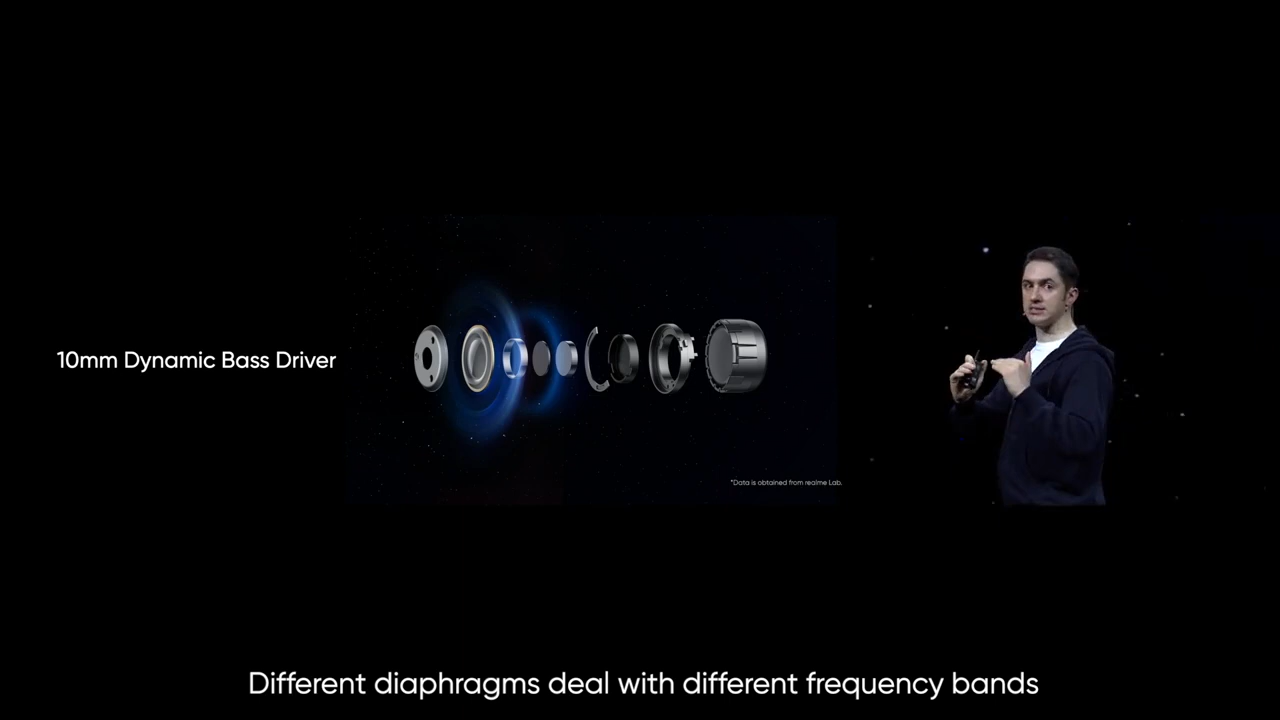 10mm Dynamic Bass Driver
*Data is obtained from realme Lab.
Different diaphragms deal with different frequency bands